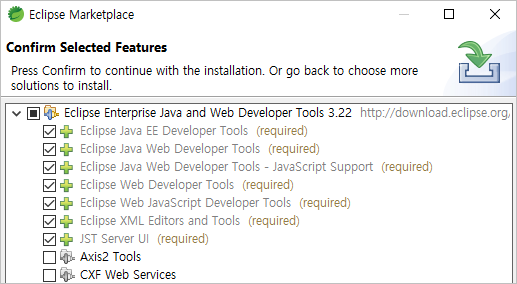 Eclipse Marketplace
Confirm Selected Features
Press Confirm to continue with the installation. Or go back to choose more
solutions to install.
Eclipse Enterprise Java and Web Developer Tools 3.22 http://download.eclipse.org/
Eclipse Java EE Developer Tools (required)
Eclipse Java Web Developer Tools (required)
Eclipse Java Web Developer Tools - JavaScript Support (required)
Eclipse Web Developer Tools (required)
Eclipse Web JavaScript Developer Tools (required)
Eclipse XML Editors and Tools (required)
JST Server UI (required)
Axis2 Tools
CXF Web Services